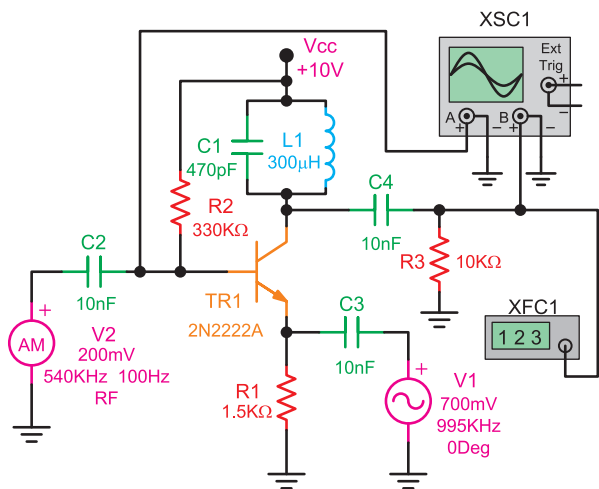 XSC1
Vcc
+10V
Ext
Trig
+
−
A
B
+
−
+
−
C1
470pF
L1
300µH
R2
330KΩ
C4
10nF
R3
10KΩ
C2
10nF
TR1
2N2222A
C3
10nF
XFC1
1 2 3
+
AM
V2
200mV
540KHz 100Hz
RF
R1
1.5KΩ
+
V1
700mV
995KHz
0Deg